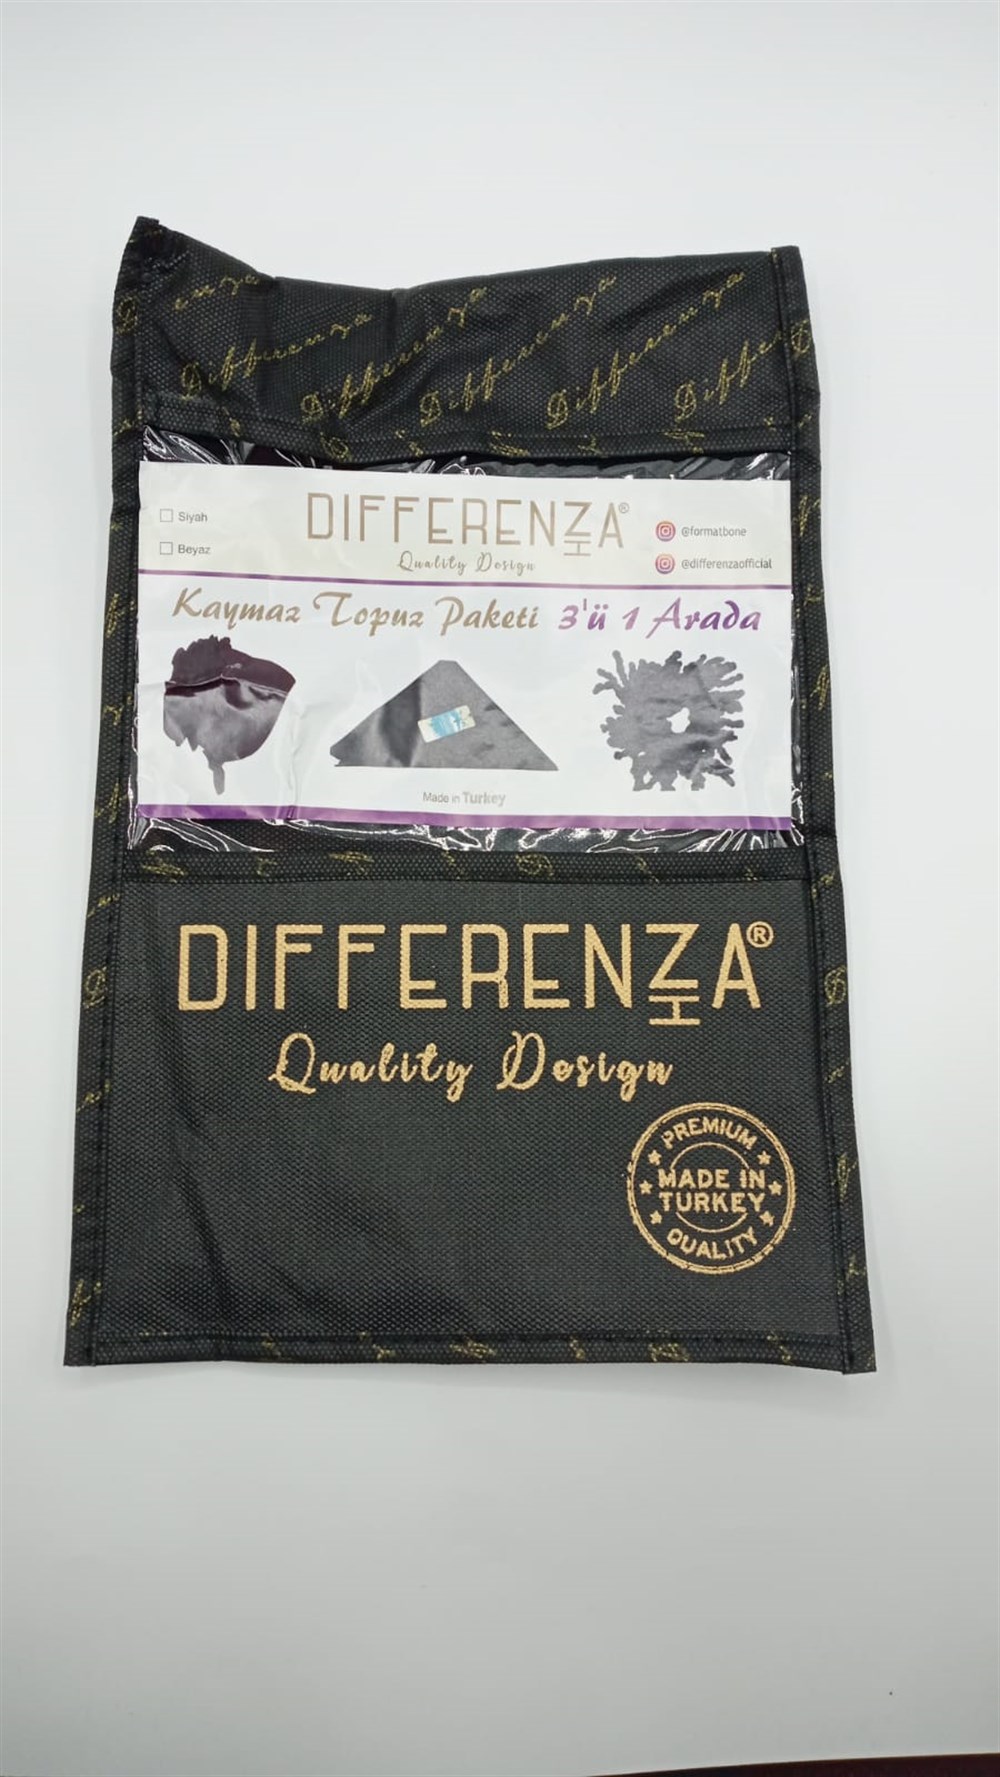 Differenza
Differenza
Differenza
Differenza
Siyah
Beyaz
DIFFERENZA®
Quality Design
@formatbone
@differenzaofficial
Kaymaz Topuz Paketi 3'ü 1 Arada
Made in Turkey
DIFFERENZA®
Quality Design
PREMIUM
MADE IN
TURKEY
QUALITY